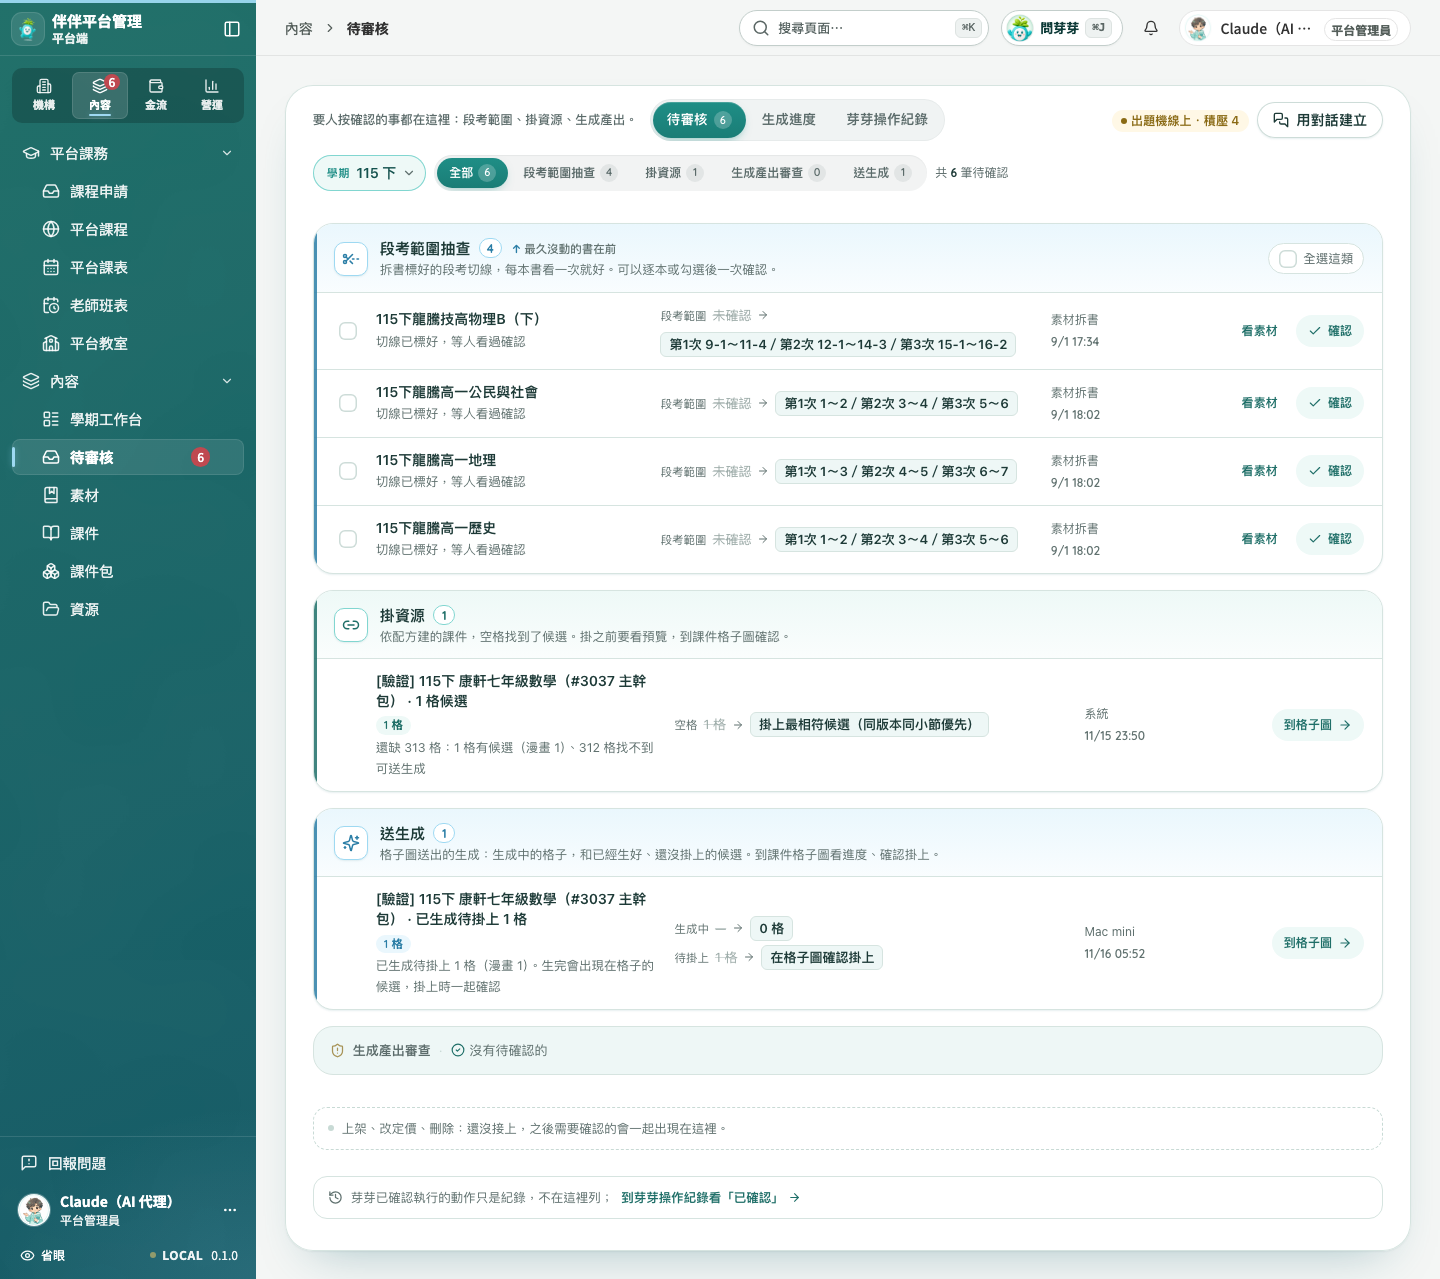 伴伴平台管理
平台端
機構
內容
6
金流
營運
平台課務
課程申請
平台課程
平台課表
老師班表
平台教室
內容
學期工作台
待審核
6
素材
課件
課件包
資源
回報問題
Claude（AI 代理）
平台管理員
省眼
LOCAL 0.1.0
內容 > 待審核
搜尋頁面…
⌘K
問芽芽
⌘J
Claude（AI …
平台管理員
要人按確認的事都在這裡：段考範圍、掛資源、生成產出。
待審核 6
生成進度
芽芽操作紀錄
出題機線上・積壓 4
用對話建立
學期 115 下
全部 6
段考範圍抽查 4
掛資源 1
生成產出審查 0
送生成 1
共 6 筆待確認
段考範圍抽查 4 ↑ 最久沒動的書在前
拆書標好的段考切線，每本書看一次就好。可以逐本或勾選後一次確認。
全選這類
115下龍騰技高物理B（下）
切線已標好，等人看過確認
段考範圍 未確認 →
第1次 9-1～11-4 / 第2次 12-1～14-3 / 第3次 15-1～16-2
素材拆書
9/1 17:34
看素材
確認
115下龍騰高一公民與社會
切線已標好，等人看過確認
段考範圍 未確認 → 第1次 1～2 / 第2次 3～4 / 第3次 5～6
素材拆書
9/1 18:02
看素材
確認
115下龍騰高一地理
切線已標好，等人看過確認
段考範圍 未確認 → 第1次 1～3 / 第2次 4～5 / 第3次 6～7
素材拆書
9/1 18:02
看素材
確認
115下龍騰高一歷史
切線已標好，等人看過確認
段考範圍 未確認 → 第1次 1～2 / 第2次 3～4 / 第3次 5～6
素材拆書
9/1 18:02
看素材
確認
掛資源 1
依配方建的課件，空格找到了候選。掛之前要看預覽，到課件格子圖確認。
[驗證] 115下 康軒七年級數學（#3037 主幹
包）・1 格候選
1 格
還缺 313 格：1 格有候選（漫畫 1）、312 格找不到
可送生成
空格 1 格 → 掛上最相符候選（同版本同小節優先）
系統
11/15 23:50
到格子圖 →
送生成 1
格子圖送出的生成：生成中的格子，和已經生好、還沒掛上的候選。到課件格子圖看進度、確認掛上。
[驗證] 115下 康軒七年級數學（#3037 主幹
包）・已生成待掛上 1 格
1 格
已生成待掛上 1 格（漫畫 1）。生完會出現在格子的
候選，掛上時一起確認
生成中 — → 0 格
待掛上 1 格 → 在格子圖確認掛上
Mac mini
11/16 05:52
到格子圖 →
生成產出審查 · 沒有待確認的
上架、改定價、刪除：還沒接上，之後需要確認的會一起出現在這裡。
芽芽已確認執行的動作只是紀錄，不在這裡列； 到芽芽操作紀錄看「已確認」 →